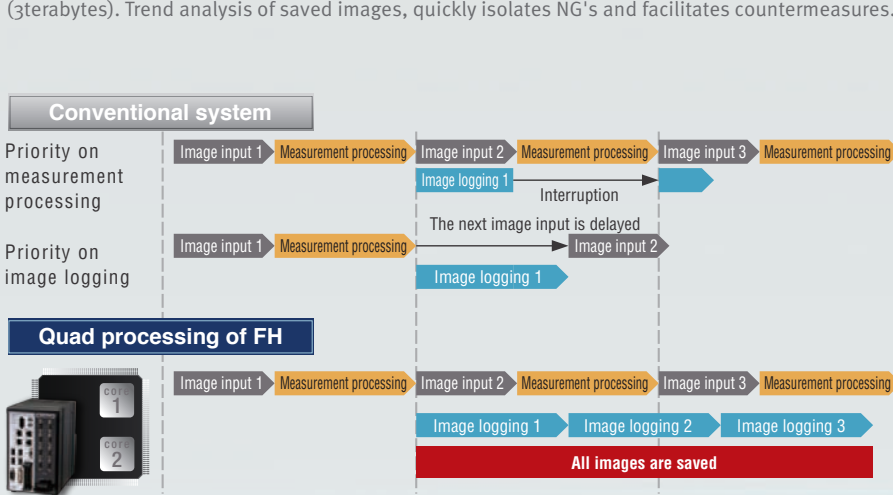 (3terabytes). Trend analysis of saved images, quickly isolates NG's and facilitates countermeasures.
Conventional system
Priority on
measurement
processing
Image input 1 Measurement processing Image input 2 Measurement processing Image input 3 Measurement processing
Image logging 1
Interruption
The next image input is delayed
Priority on
image logging
Image input 1 Measurement processing Image input 2
Image logging 1
Quad processing of FH
core
1
core
2
Image input 1 Measurement processing Image input 2 Measurement processing Image input 3 Measurement processing
Image logging 1 Image logging 2 Image logging 3
All images are saved